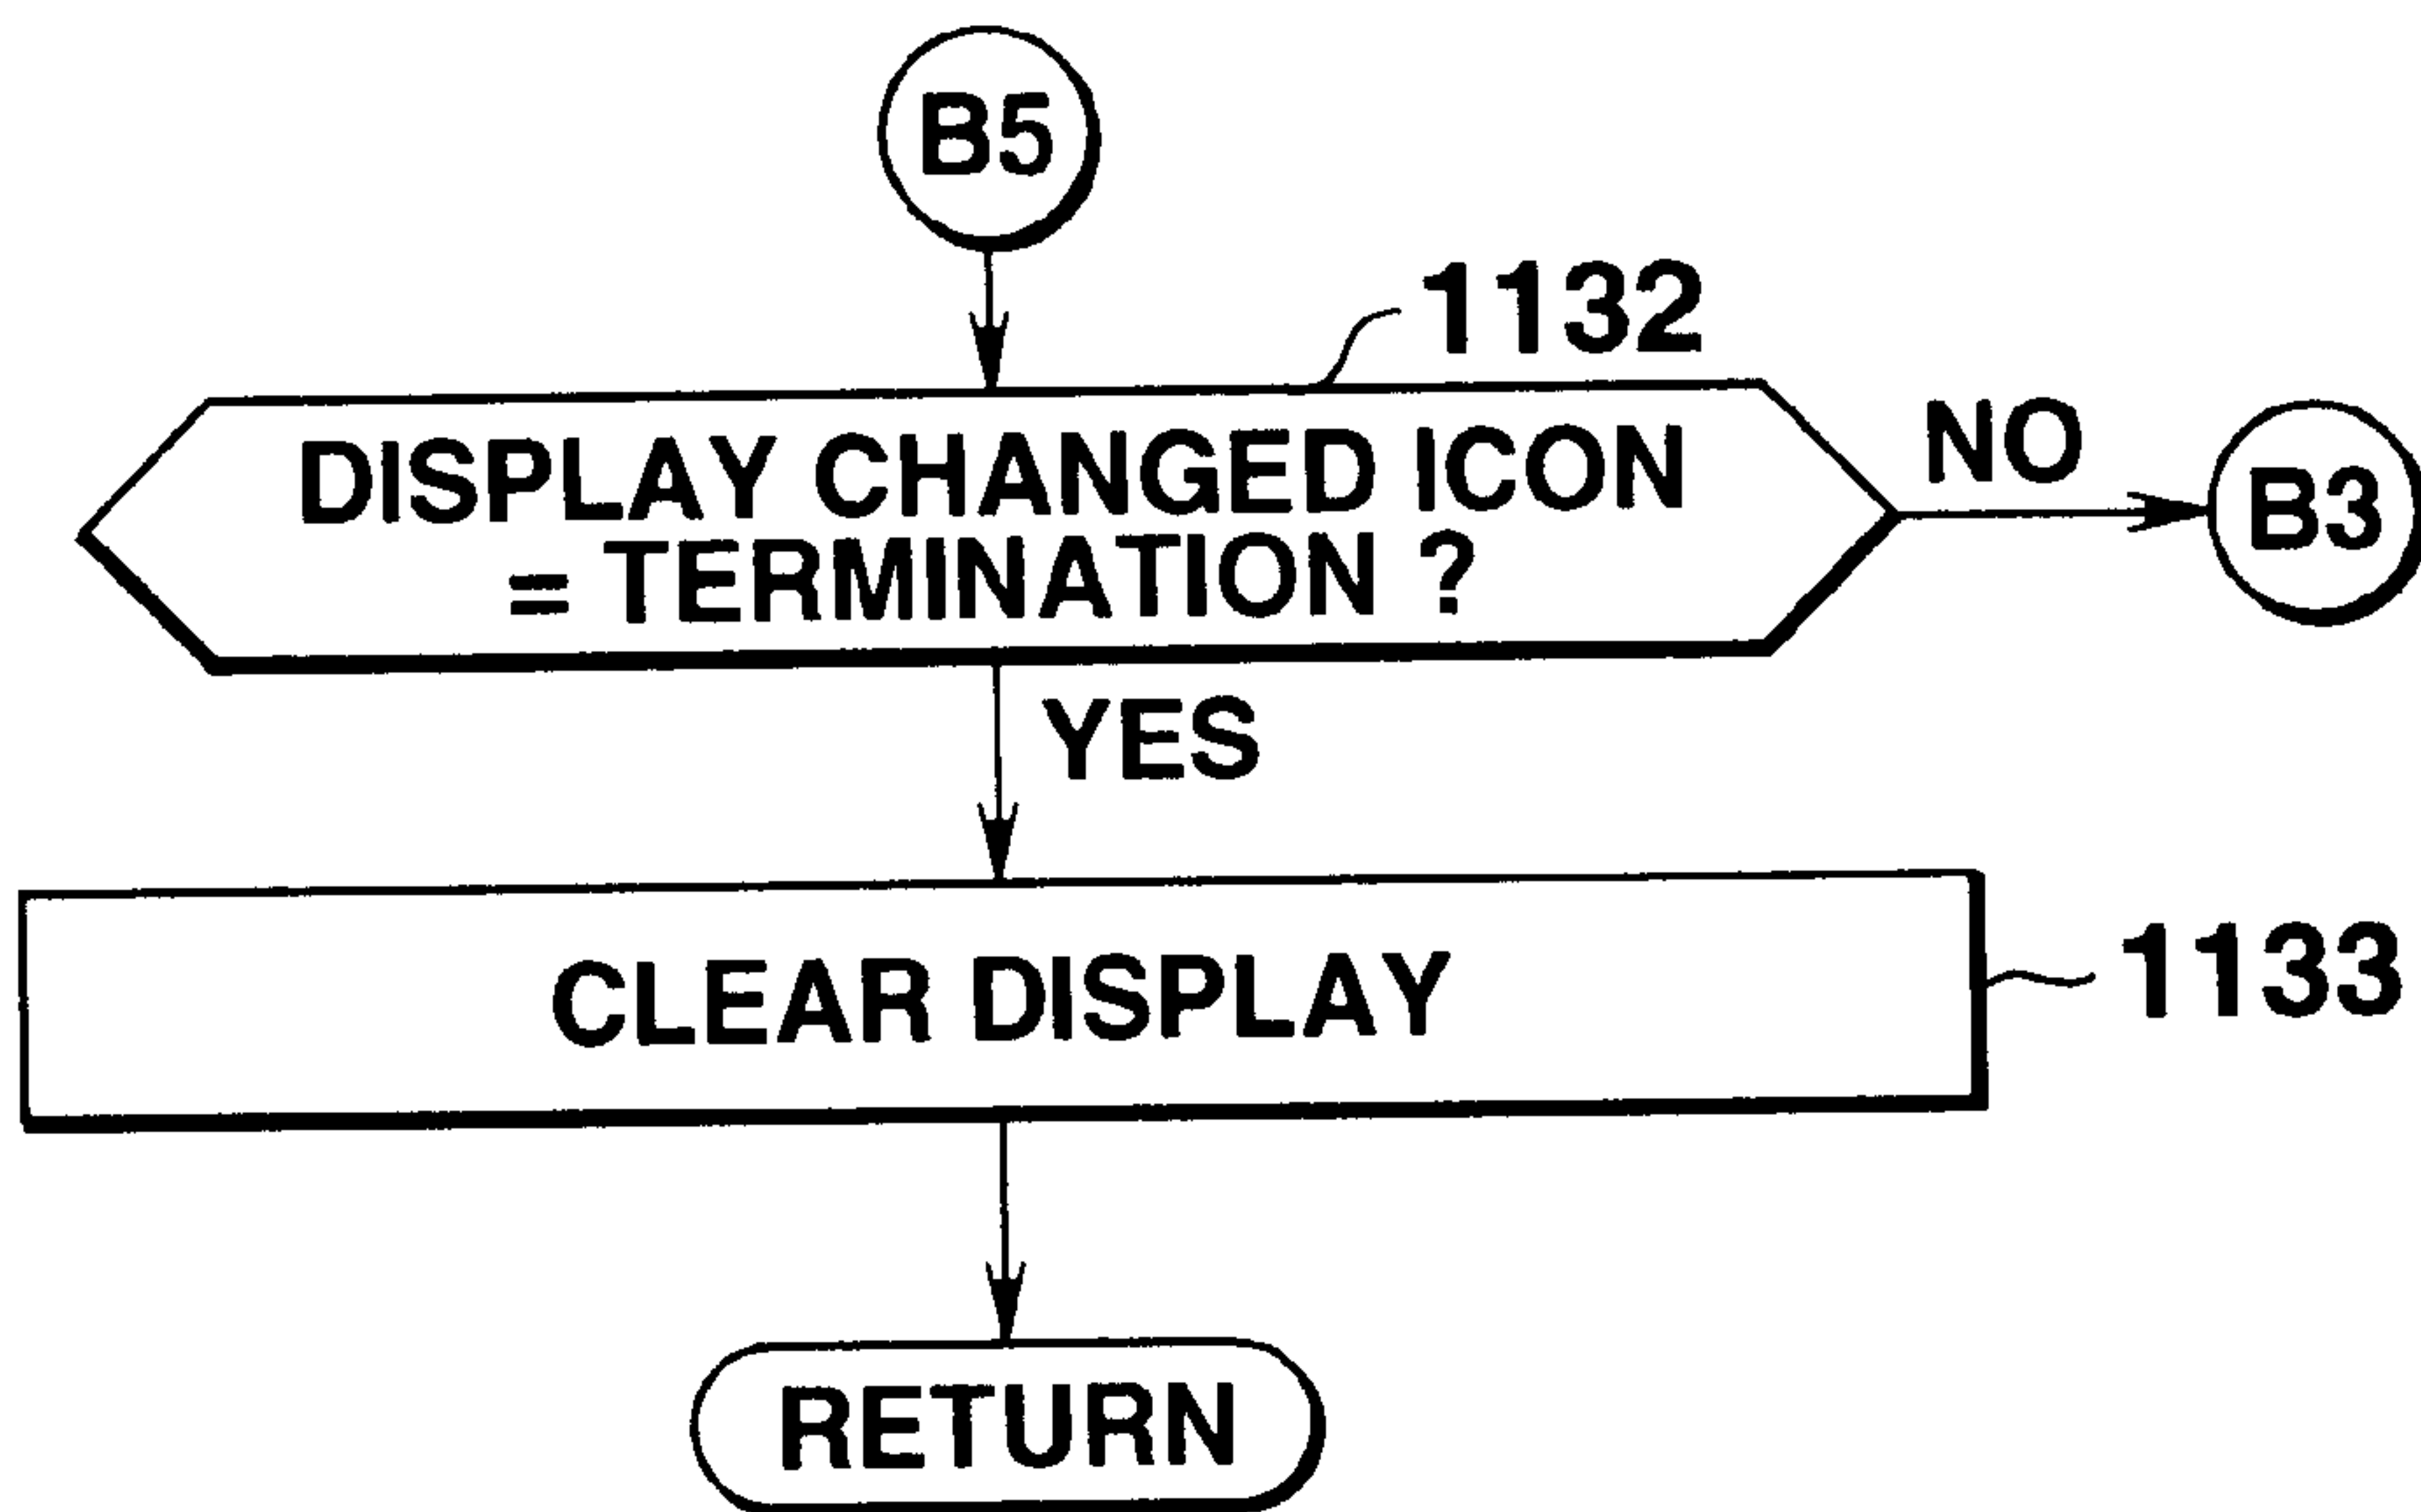 B5
1132
DISPLAY CHANGED ICON
= TERMINATION ?
NO
B3
YES
CLEAR DISPLAY
1133
RETURN